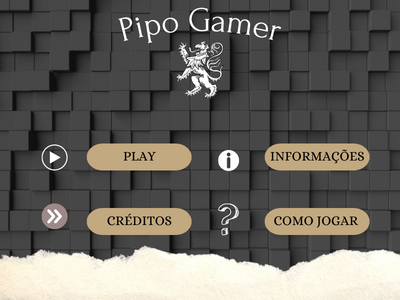 Pipo Gamer
PLAY
INFORMAÇÕES
CRÉDITOS
COMO JOGAR